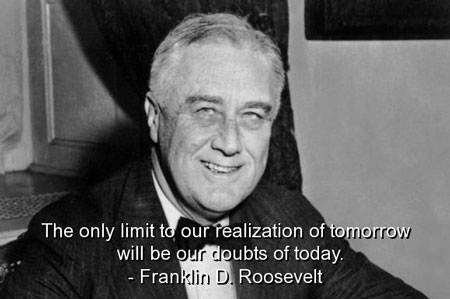 The only limit to our realization of tomorrow
will be our doubts of today.
- Franklin D. Roosevelt